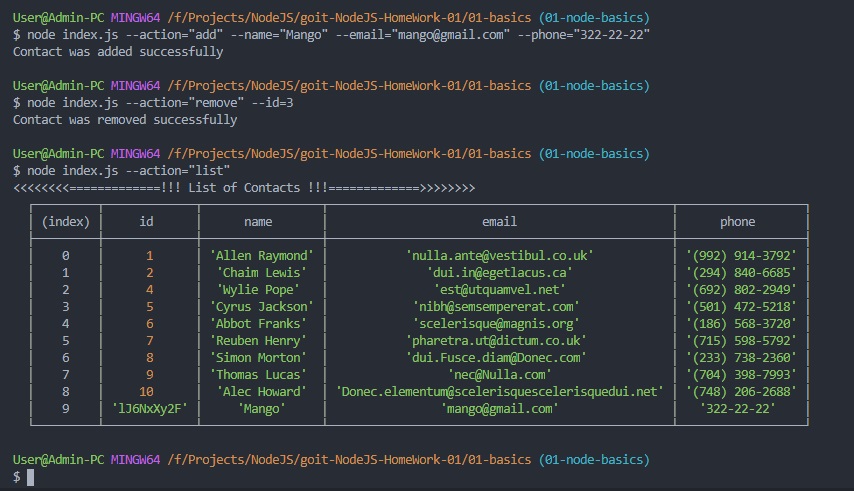 User@Admin-PC MINGW64 /f/Projects/NodeJS/goit-NodeJS-HomeWork-01/01-basics (01-node-basics)
$ node index.js --action="add" --name="Mango" --email="mango@gmail.com" --phone="322-22-22"
Contact was added successfully
User@Admin-PC MINGW64 /f/Projects/NodeJS/goit-NodeJS-HomeWork-01/01-basics (01-node-basics)
$ node index.js --action="remove" --id=3
Contact was removed successfully
User@Admin-PC MINGW64 /f/Projects/NodeJS/goit-NodeJS-HomeWork-01/01-basics (01-node-basics)
$ node index.js --action="list"
<<<<<<<<=============!!! List of Contacts !!!=============>>>>>>>>
(index) id name email phone
0 1 'Allen Raymond' 'nulla.ante@vestibul.co.uk' '(992) 914-3792'
1 2 'Chaim Lewis' 'dui.in@egetlacus.ca' '(294) 840-6685'
2 4 'Wylie Pope' 'est@utquamvel.net' '(692) 802-2949'
3 5 'Cyrus Jackson' 'nibh@semsempererat.com' '(501) 472-5218'
4 6 'Abbot Franks' 'scelerisque@magnis.org' '(186) 568-3720'
5 7 'Reuben Henry' 'pharetra.ut@dictum.co.uk' '(715) 598-5792'
6 8 'Simon Morton' 'dui.Fusce.diam@Donec.com' '(233) 738-2360'
7 9 'Thomas Lucas' 'nec@Nulla.com' '(704) 398-7993'
8 10 'Alec Howard' 'Donec.elementum@scelerisquescelerisquedui.net' '(748) 206-2688'
9 'lJ6NxXy2F' 'Mango' 'mango@gmail.com' '322-22-22'
User@Admin-PC MINGW64 /f/Projects/NodeJS/goit-NodeJS-HomeWork-01/01-basics (01-node-basics)
$